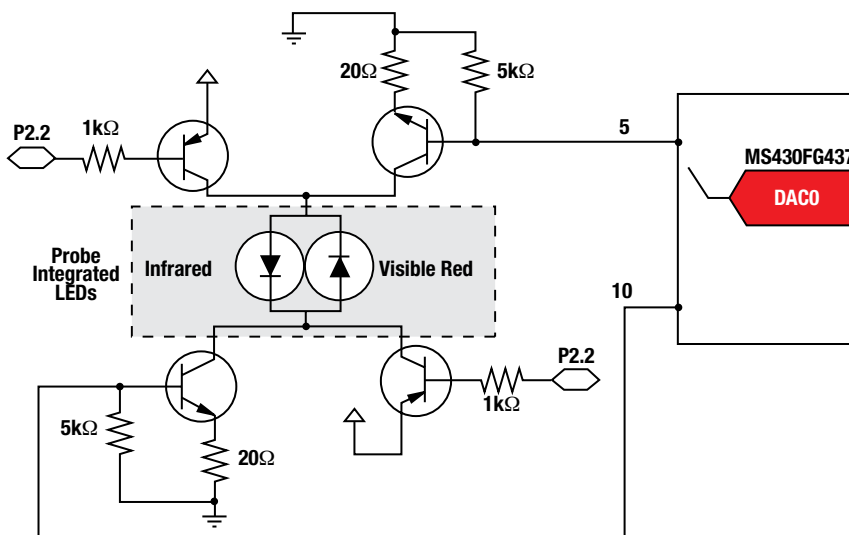 20Ω
5kΩ
P2.2
1kΩ
5
MS430FG437
DAC0
Probe
Integrated
LEDs
Infrared
Visible Red
10
P2.2
1kΩ
5kΩ
20Ω